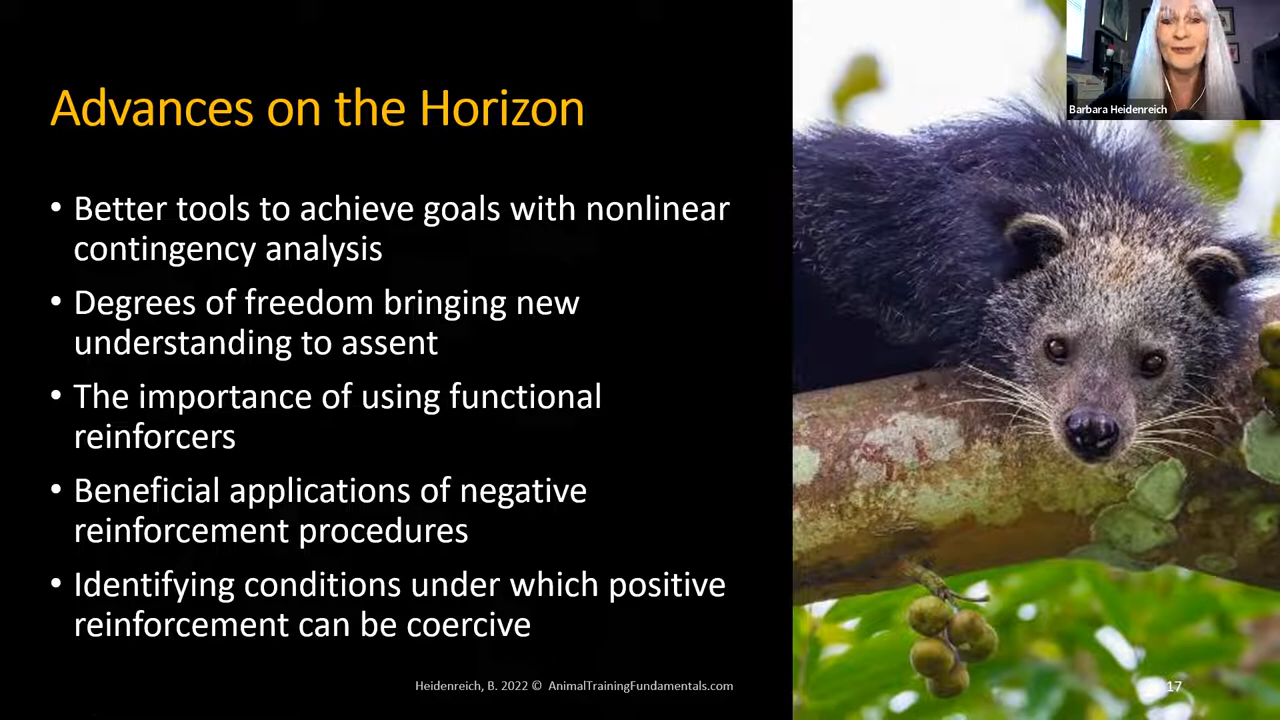 Advances on the Horizon
• Better tools to achieve goals with nonlinear
contingency analysis
• Degrees of freedom bringing new
understanding to assent
• The importance of using functional
reinforcers
• Beneficial applications of negative
reinforcement procedures
• Identifying conditions under which positive
reinforcement can be coercive
Heidenreich, B. 2022 © AnimalTrainingFundamentals.com
Barbara Heidenreich
17